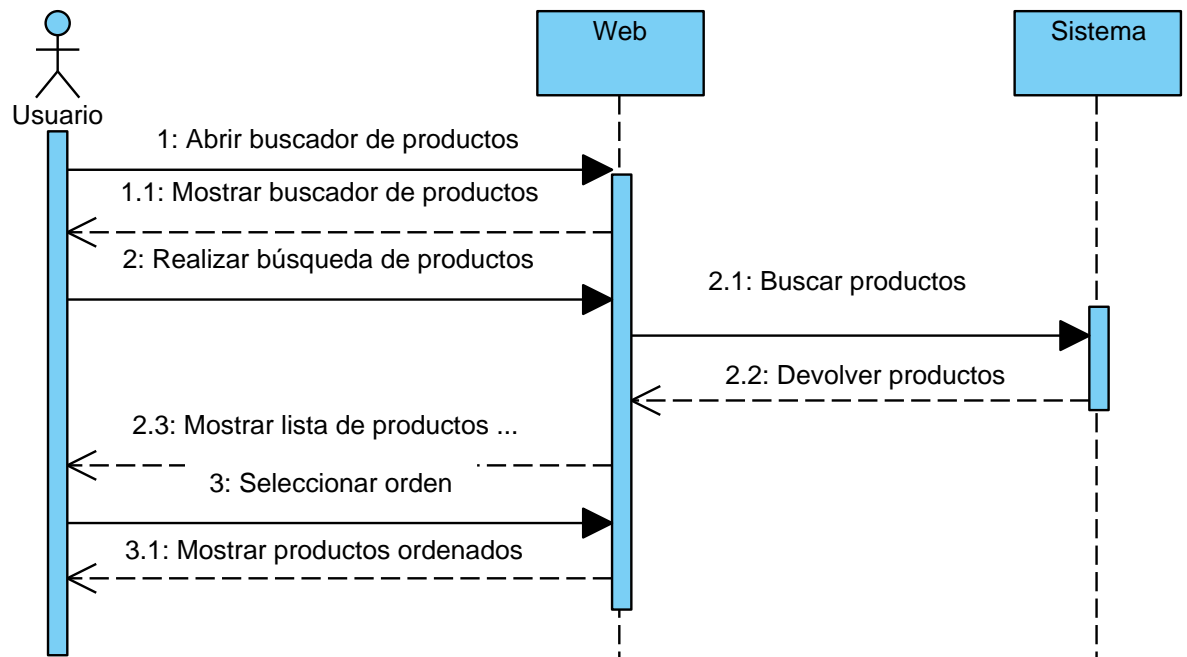 Web
Sistema
Usuario
1: Abrir buscador de productos
1.1: Mostrar buscador de productos
2: Realizar búsqueda de productos
2.1: Buscar productos
2.2: Devolver productos
2.3: Mostrar lista de productos ...
3: Seleccionar orden
3.1: Mostrar productos ordenados